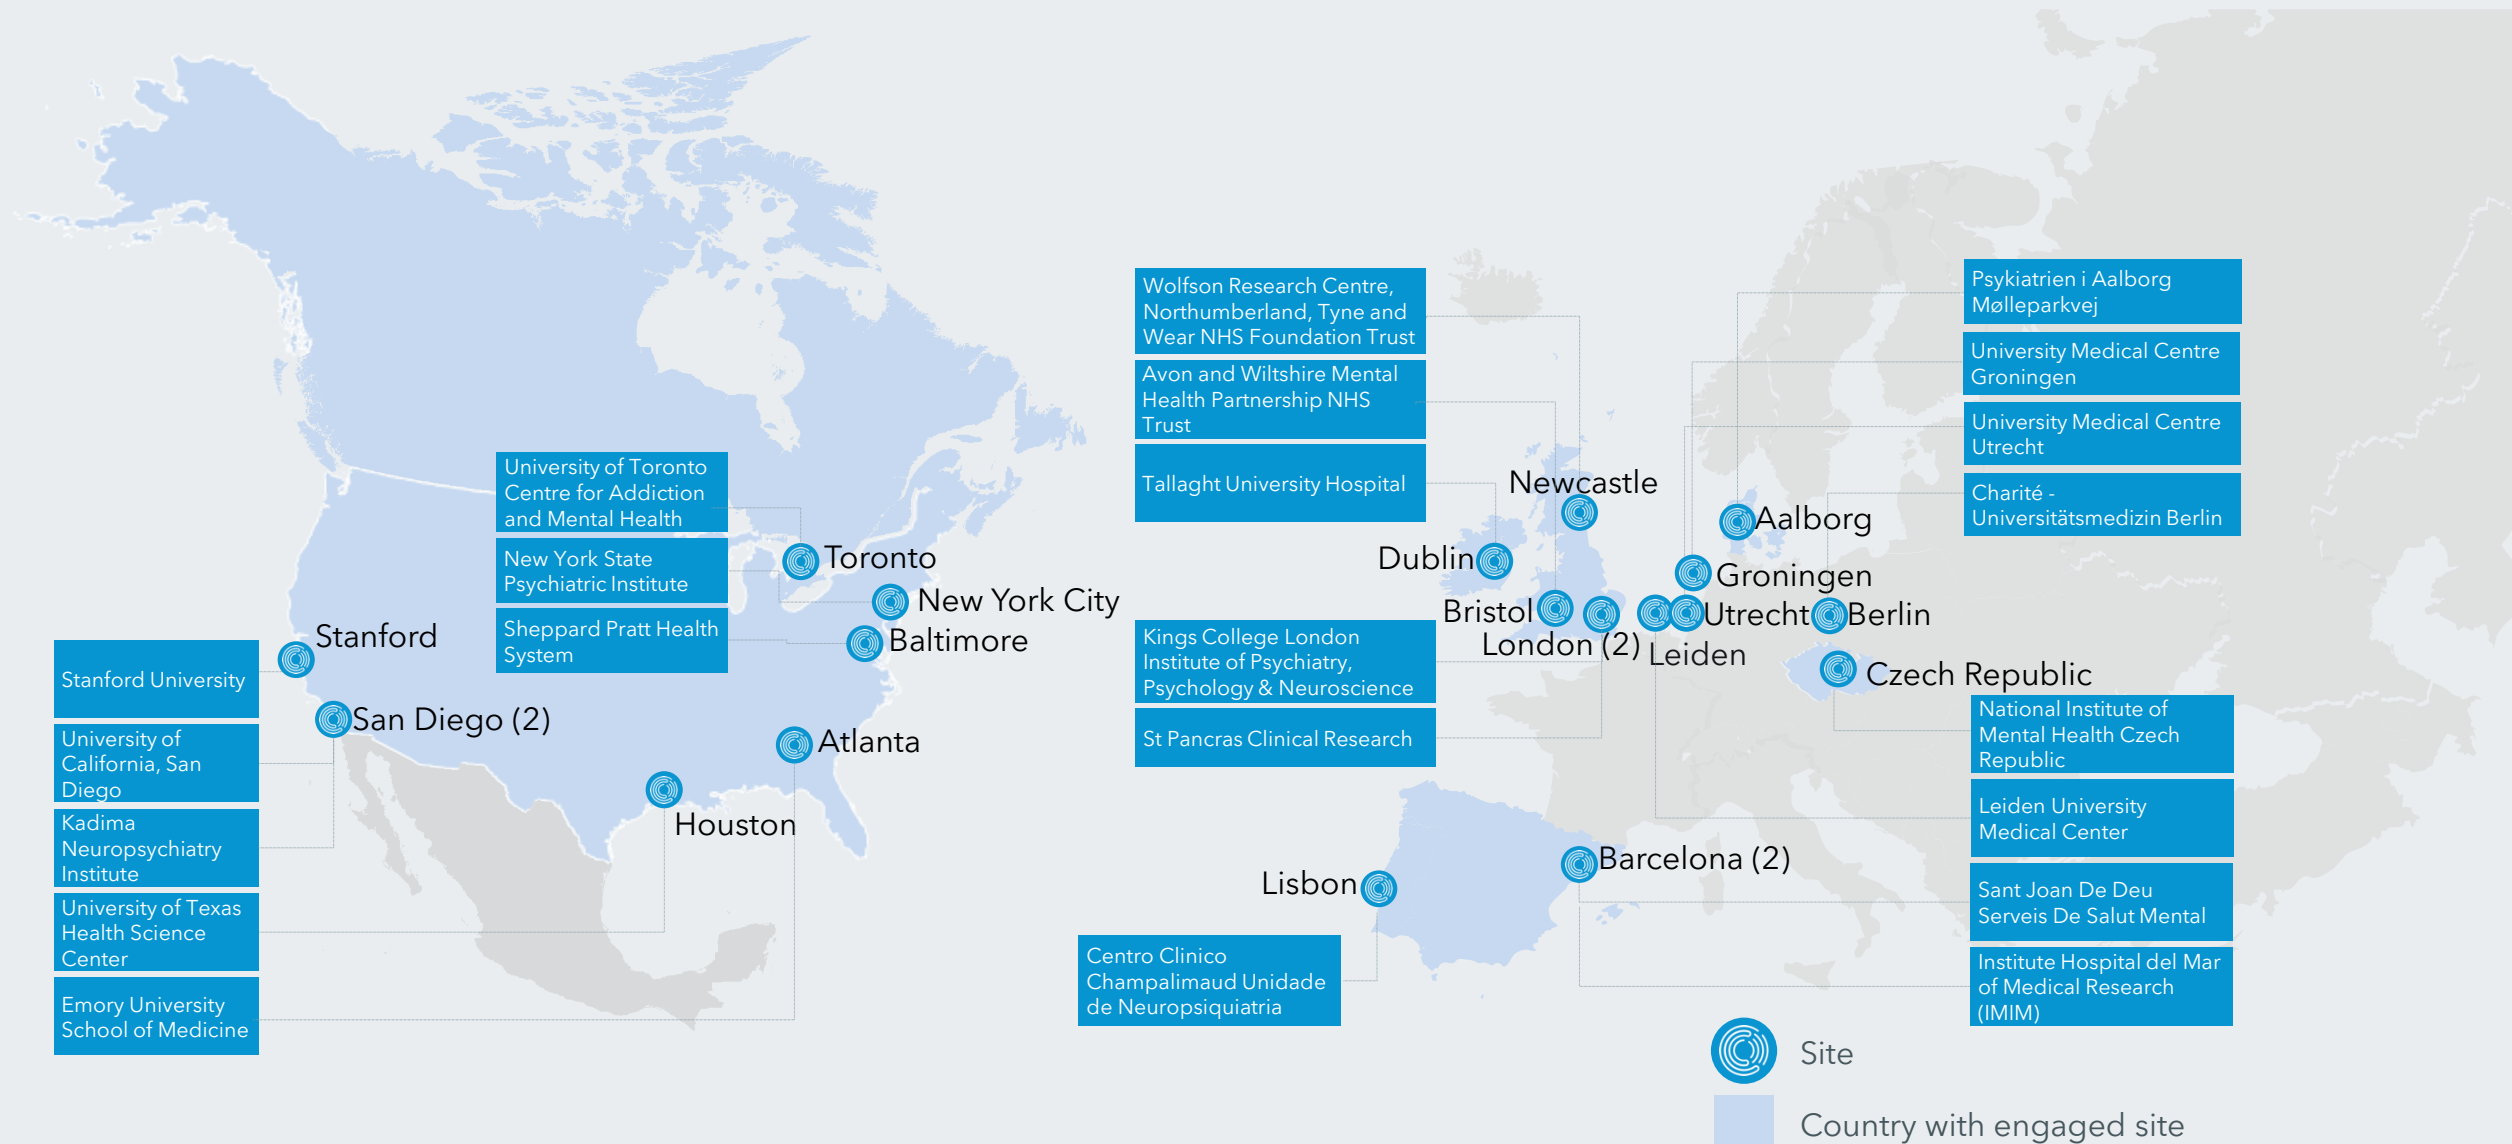 University of Toronto
Centre for Addiction
and Mental Health
New York State
Psychiatric Institute
Sheppard Pratt Health
System
Toronto
New York City
Baltimore
Stanford
San Diego (2)
Atlanta
Houston
Stanford University
University of
California, San
Diego
Kadima
Neuropsychiatry
Institute
University of Texas
Health Science
Center
Emory University
School of Medicine
Wolfson Research Centre,
Northumberland, Tyne and
Wear NHS Foundation Trust
Avon and Wiltshire Mental
Health Partnership NHS
Trust
Tallaght University Hospital
Newcastle
Dublin
Bristol
London (2)
Kings College London
Institute of Psychiatry,
Psychology & Neuroscience
St Pancras Clinical Research
Aalborg
Groningen
Utrecht
Berlin
Leiden
Czech Republic
Lisbon
Barcelona (2)
Centro Clinico
Champalimaud Unidade
de Neuropsiquiatria
Psykiatrien i Aalborg
Mølleparkvej
University Medical Centre
Groningen
University Medical Centre
Utrecht
Charité -
Universitätsmedizin Berlin
National Institute of
Mental Health Czech
Republic
Leiden University
Medical Center
Sant Joan De Deu
Serveis De Salut Mental
Institute Hospital del Mar
of Medical Research
(IMIM)
Site
Country with engaged site